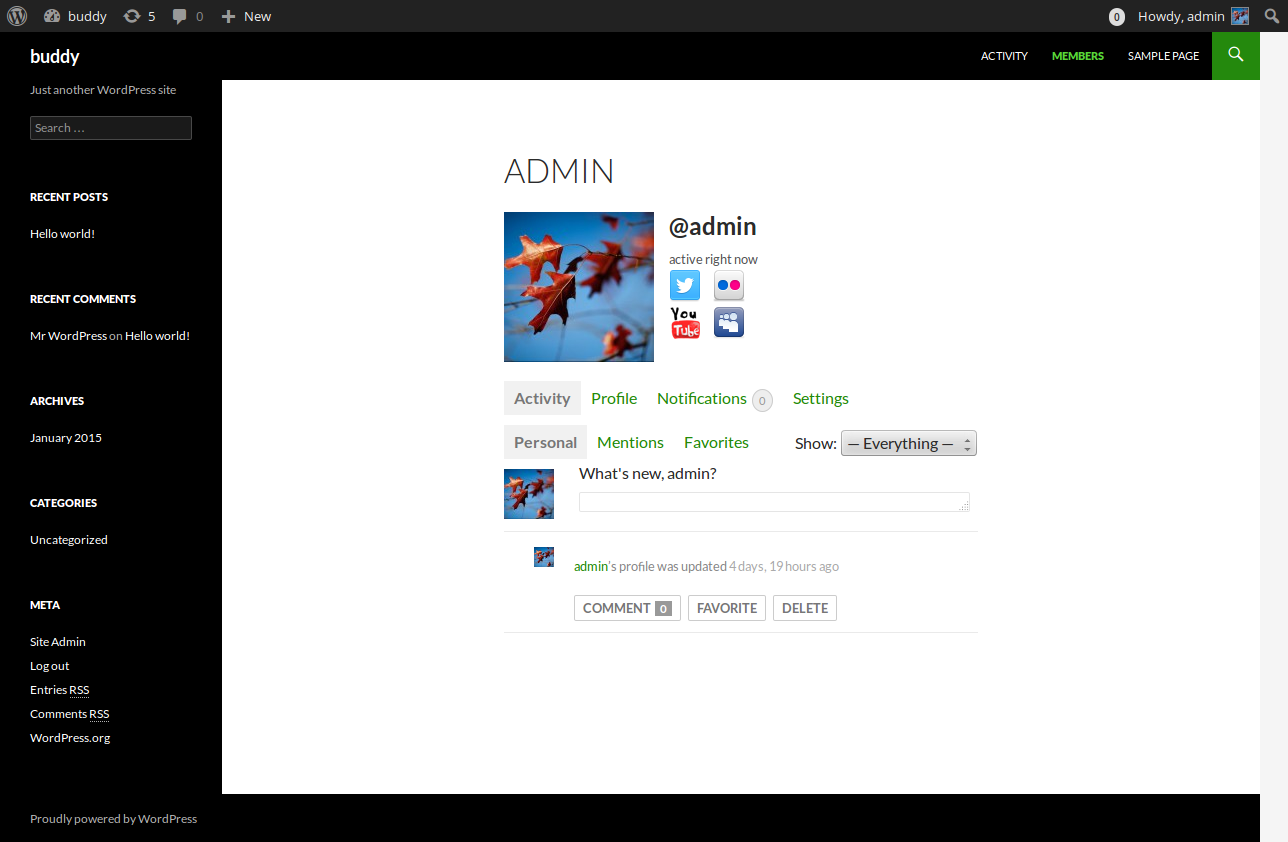 buddy 5 0 New 0 Howdy, admin
buddy ACTIVITY MEMBERS SAMPLE PAGE
Just another WordPress site
Search …
RECENT POSTS
Hello world!
RECENT COMMENTS
Mr WordPress on Hello world!
ARCHIVES
January 2015
CATEGORIES
Uncategorized
META
Site Admin
Log out
Entries RSS
Comments RSS
WordPress.org
ADMIN
@admin
active right now
You
Tube
Activity Profile Notifications 0 Settings
Personal Mentions Favorites Show: — Everything —
What's new, admin?
admin's profile was updated 4 days, 19 hours ago
COMMENT 0 FAVORITE DELETE
Proudly powered by WordPress